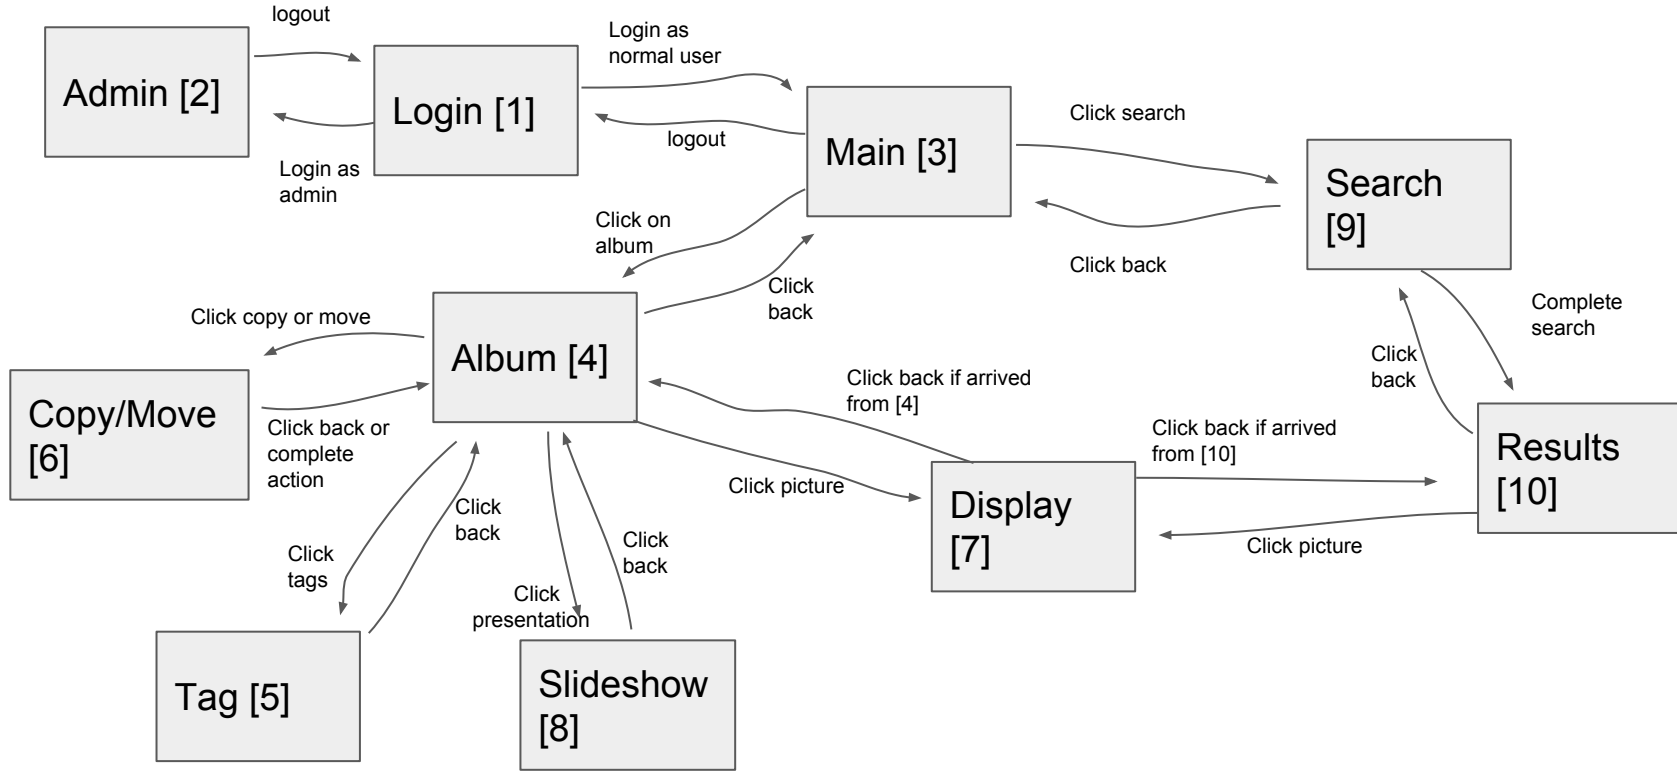 logout
Login as
normal user
Admin [2]
Login [1]
Click search
logout
Main [3]
Login as
admin
Search
[9]
Click on
album
Click back
Click
back
Complete
search
Click copy or move
Album [4]
Click
back
Click back if arrived
from [4]
Copy/Move
[6]
Click back or
complete
action
Click back if arrived
from [10]
Results
[10]
Click picture
Display
[7]
Click
back
Click
back
Click picture
Click
tags
Click
presentation
Tag [5]
Slideshow
[8]